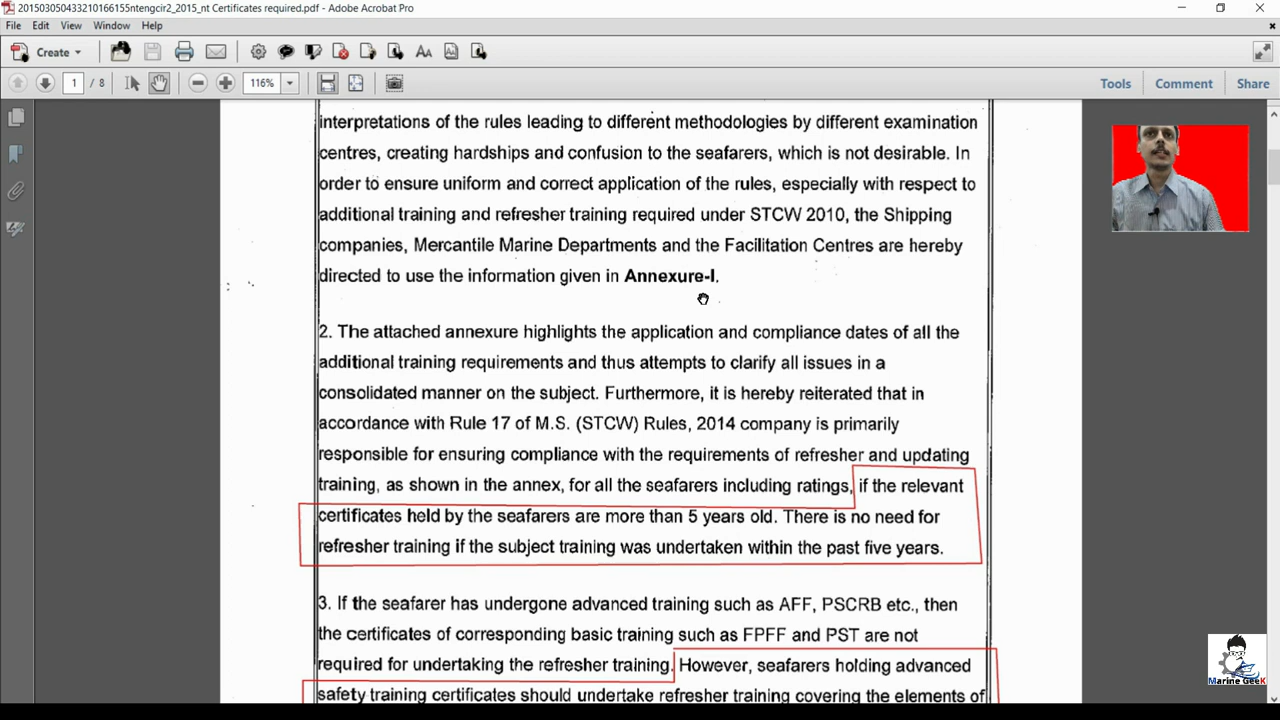 20150305043321016​6155ntengcir2_2015_nt Certificates required.pdf - Adobe Acrobat Pro
File Edit View Window Help
Create
1 / 8 116% Tools Comment Share
interpretations of the rules leading to different methodologies by different examination
centres, creating hardships and confusion to the seafarers, which is not desirable. In
order to ensure uniform and correct application of the rules, especially with respect to
additional training and refresher training required under STCW 2010, the Shipping
companies, Mercantile Marine Departments and the Facilitation Centres are hereby
directed to use the information given in Annexure-I.
2. The attached annexure highlights the application and compliance dates of all the
additional training requirements and thus attempts to clarify all issues in a
consolidated manner on the subject. Furthermore, it is hereby reiterated that in
accordance with Rule 17 of M.S. (STCW) Rules, 2014 company is primarily
responsible for ensuring compliance with the requirements of refresher and updating
training, as shown in the annex, for all the seafarers including ratings, if the relevant
certificates held by the seafarers are more than 5 years old. There is no need for
refresher training if the subject training was undertaken within the past five years.
3. If the seafarer has undergone advanced training such as AFF, PSCRB etc., then
the certificates of corresponding basic training such as FPFF and PST are not
required for undertaking the refresher training. However, seafarers holding advanced
safety training certificates should undertake refresher training covering the elements of
Marine GeeK